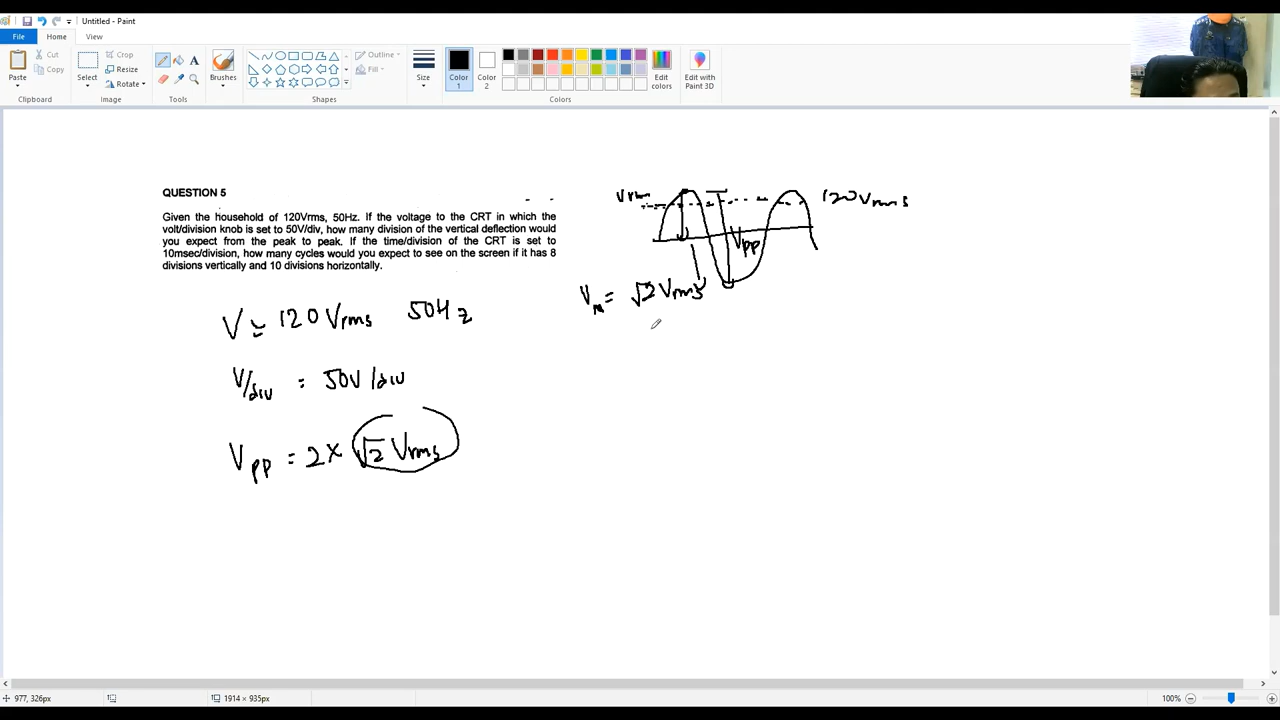 Untitled - Paint
File
Home
View
Paste
Cut
Copy
Clipboard
Select
Crop
Resize
Rotate
Image
A
Tools
Brushes
Outline
Fill
Shapes
Size
Color
1
Color
2
Edit
colors
Colors
Edit with
Paint 3D
QUESTION 5
Given the household of 120Vrms, 50Hz. If the voltage to the CRT in which the
volt/division knob is set to 50V/div, how many division of the vertical deflection would
you expect from the peak to peak. If the time/division of the CRT is set to
10msec/division, how many cycles would you expect to see on the screen if it has 8
divisions vertically and 10 divisions horizontally.
Vrm
120Vrms
Vpp
Vm = √2 Vrms
V = 120 Vrms 50Hz
V/div = 50V/div
Vpp = 2x √2 Vrms
977, 326px
1914 × 935px
100%